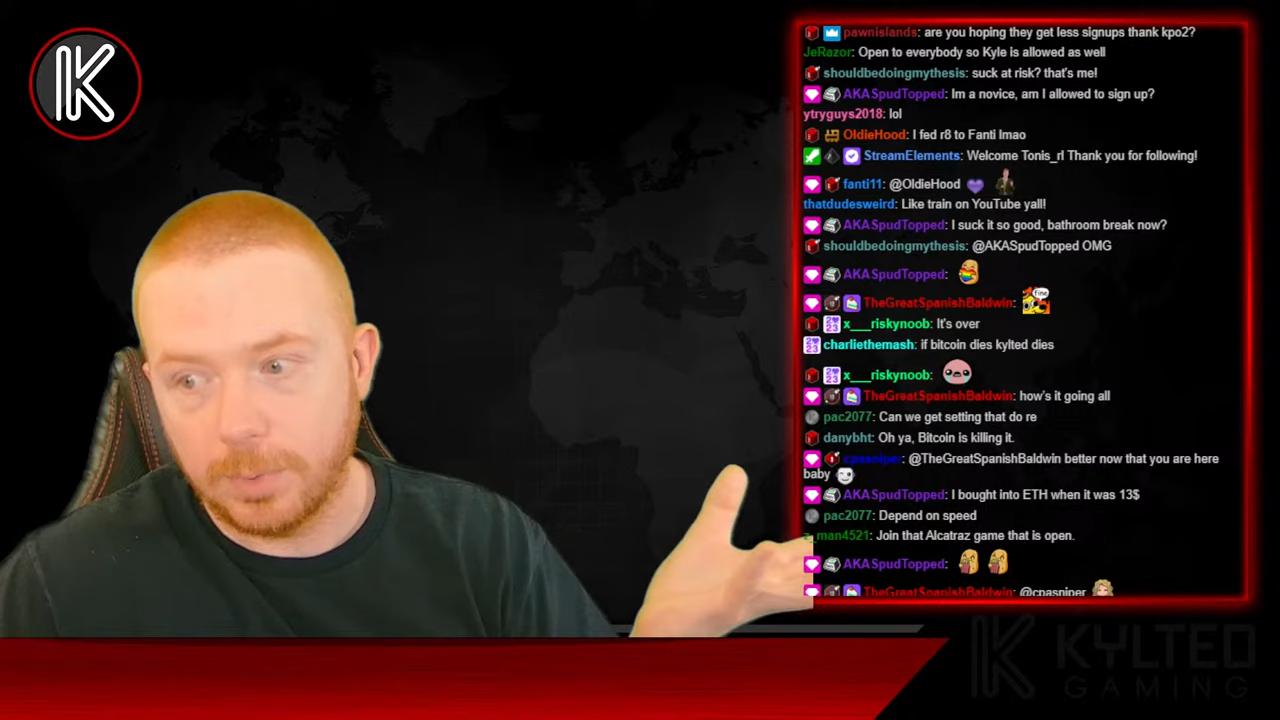 K
pawnislands: are you hoping they get less signups thank kpo2?
JeRazor: Open to everybody so Kyle is allowed as well
shouldbedoingmythesis: suck at risk? that's me!
AKASpudTopped: Im a novice, am I allowed to sign up?
ytryguys2018: lol
OldieHood: I fed r8 to Fanti lmao
StreamElements: Welcome Tonis_rl Thank you for following!
fanti11: @OldieHood
thatdudesweird: Like train on YouTube yall!
AKASpudTopped: I suck it so good, bathroom break now?
shouldbedoingmythesis: @AKASpudTopped OMG
AKASpudTopped:
TheGreatSpanishBaldwin: fine
2023 x___riskynoob: It's over
2023 charliethemash: if bitcoin dies kylted dies
2023 x___riskynoob:
TheGreatSpanishBaldwin: how's it going all
pac2077: Can we get setting that do re
danybht: Oh ya, Bitcoin is killing it.
cpasniper: @TheGreatSpanishBaldwin better now that you are here
baby
AKASpudTopped: I bought into ETH when it was 13$
pac2077: Depend on speed
z_man4521: Join that Alcatraz game that is open.
AKASpudTopped:
TheGreatSpanishBaldwin: @cpasniper
K KYLTED
GAMING